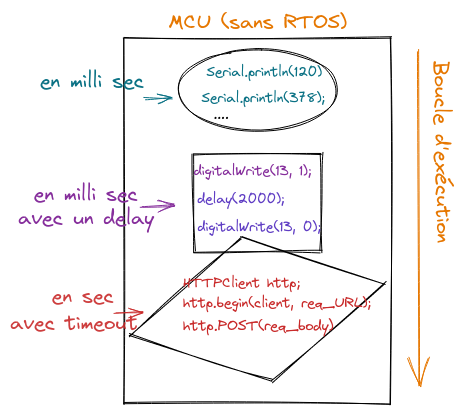 MCU (sans RTOS)
en milli sec
Serial.println(120)
Serial.println(378);
....
en milli sec
avec un delay
digitalWrite(13, 1);
delay(2000);
digitalWrite(13, 0);
en sec
avec timeout
HTTPClient http;
http.begin(client, req_URL);
http.POST(req_body)
Boucle d'exécution